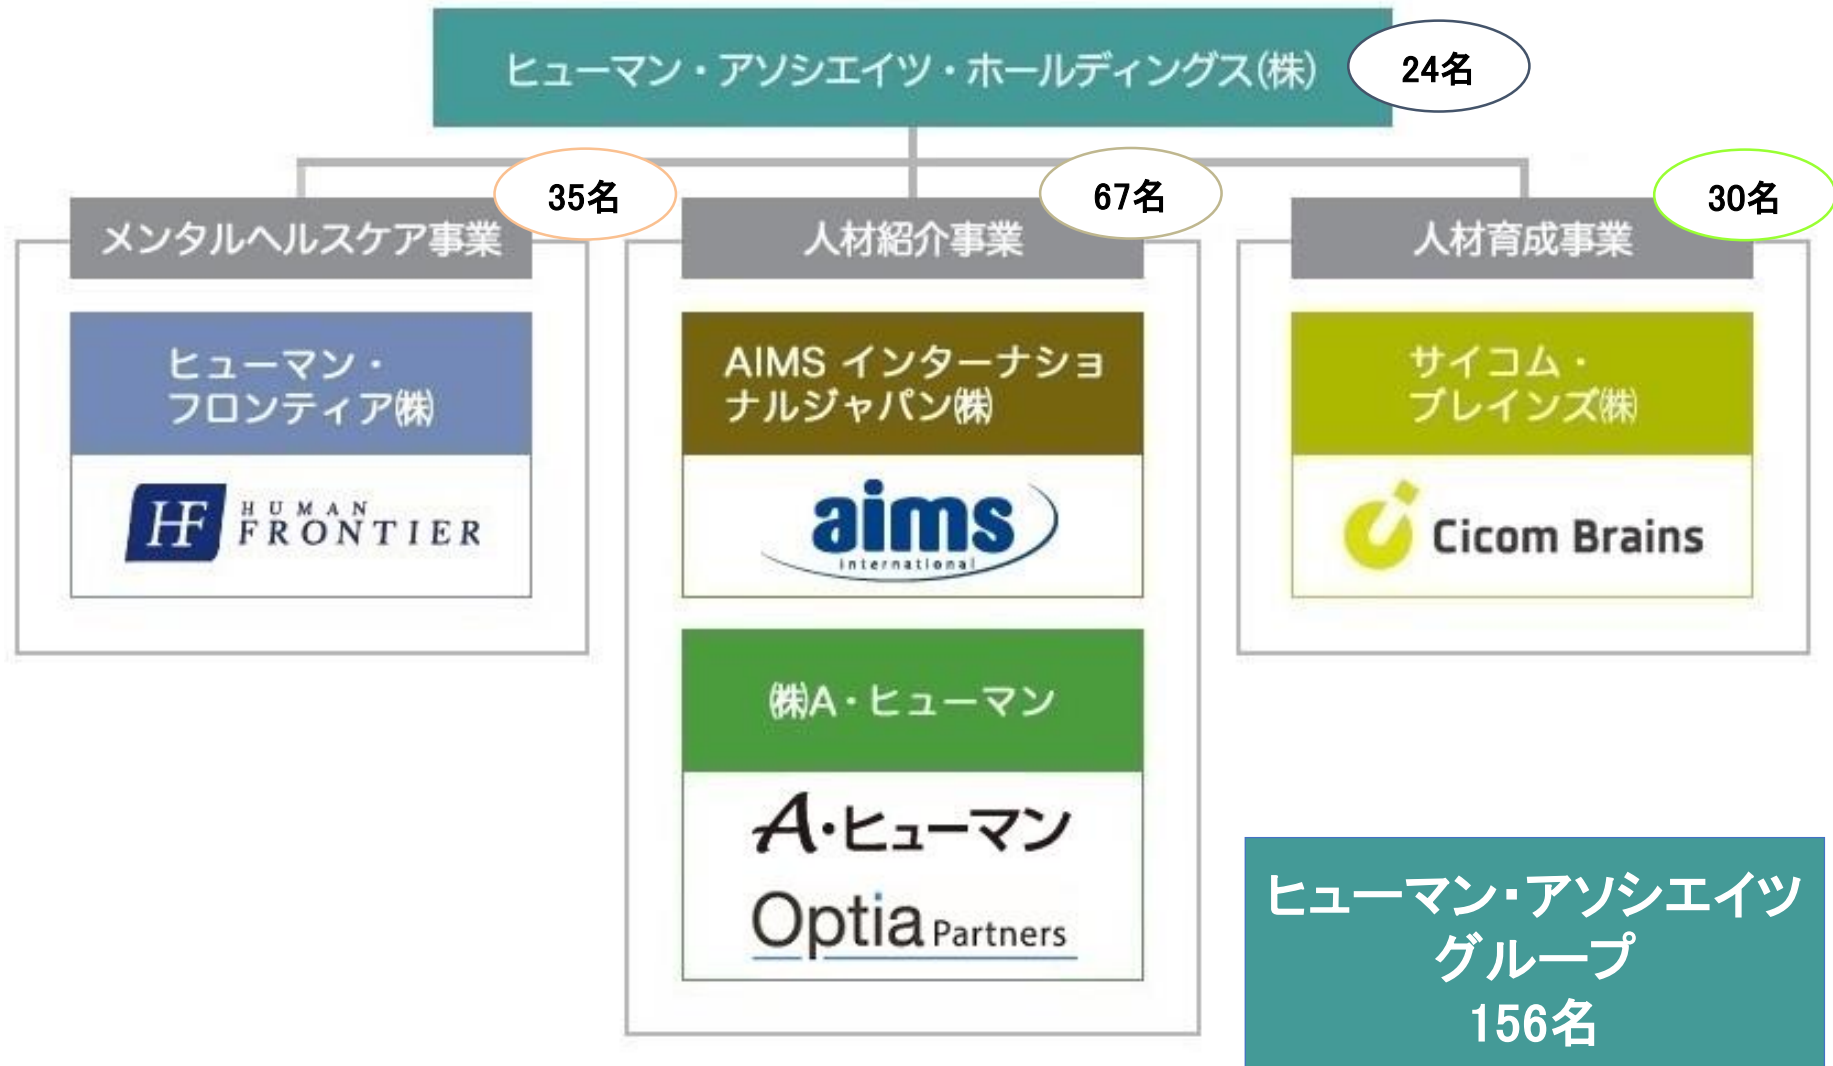 ヒューマン・アソシエイツ・ホールディングス(株)
24名
35名
67名
30名
メンタルヘルスケア事業
人材紹介事業
人材育成事業
ヒューマン・
フロンティア㈱
HF HUMAN
FRONTIER
AIMS インターナショ
ナルジャパン㈱
aims
international
サイコム・
ブレインズ㈱
Cicom Brains
㈱A・ヒューマン
A・ヒューマン
Optia Partners
ヒューマン・アソシエイツ
グループ
156名